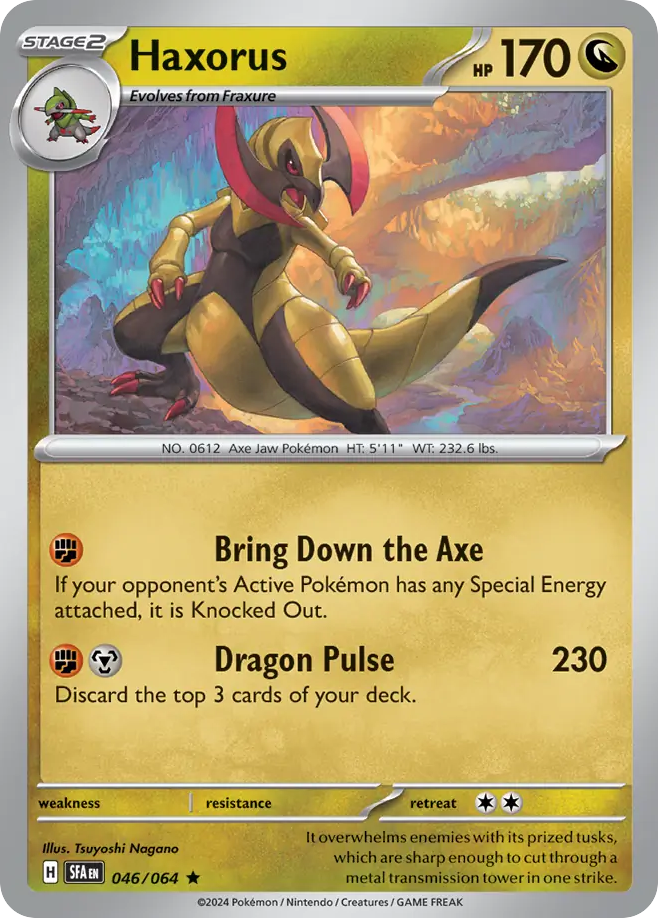 STAGE2
Haxorus
HP 170
Evolves from Fraxure
NO. 0612 Axe Jaw Pokémon HT: 5'11" WT: 232.6 lbs.
Bring Down the Axe
If your opponent's Active Pokémon has any Special Energy
attached, it is Knocked Out.
Dragon Pulse 230
Discard the top 3 cards of your deck.
weakness resistance retreat
Illus. Tsuyoshi Nagano
It overwhelms enemies with its prized tusks,
which are sharp enough to cut through a
metal transmission tower in one strike.
H SFA EN 046/064 ★
©2024 Pokémon / Nintendo / Creatures / GAME FREAK